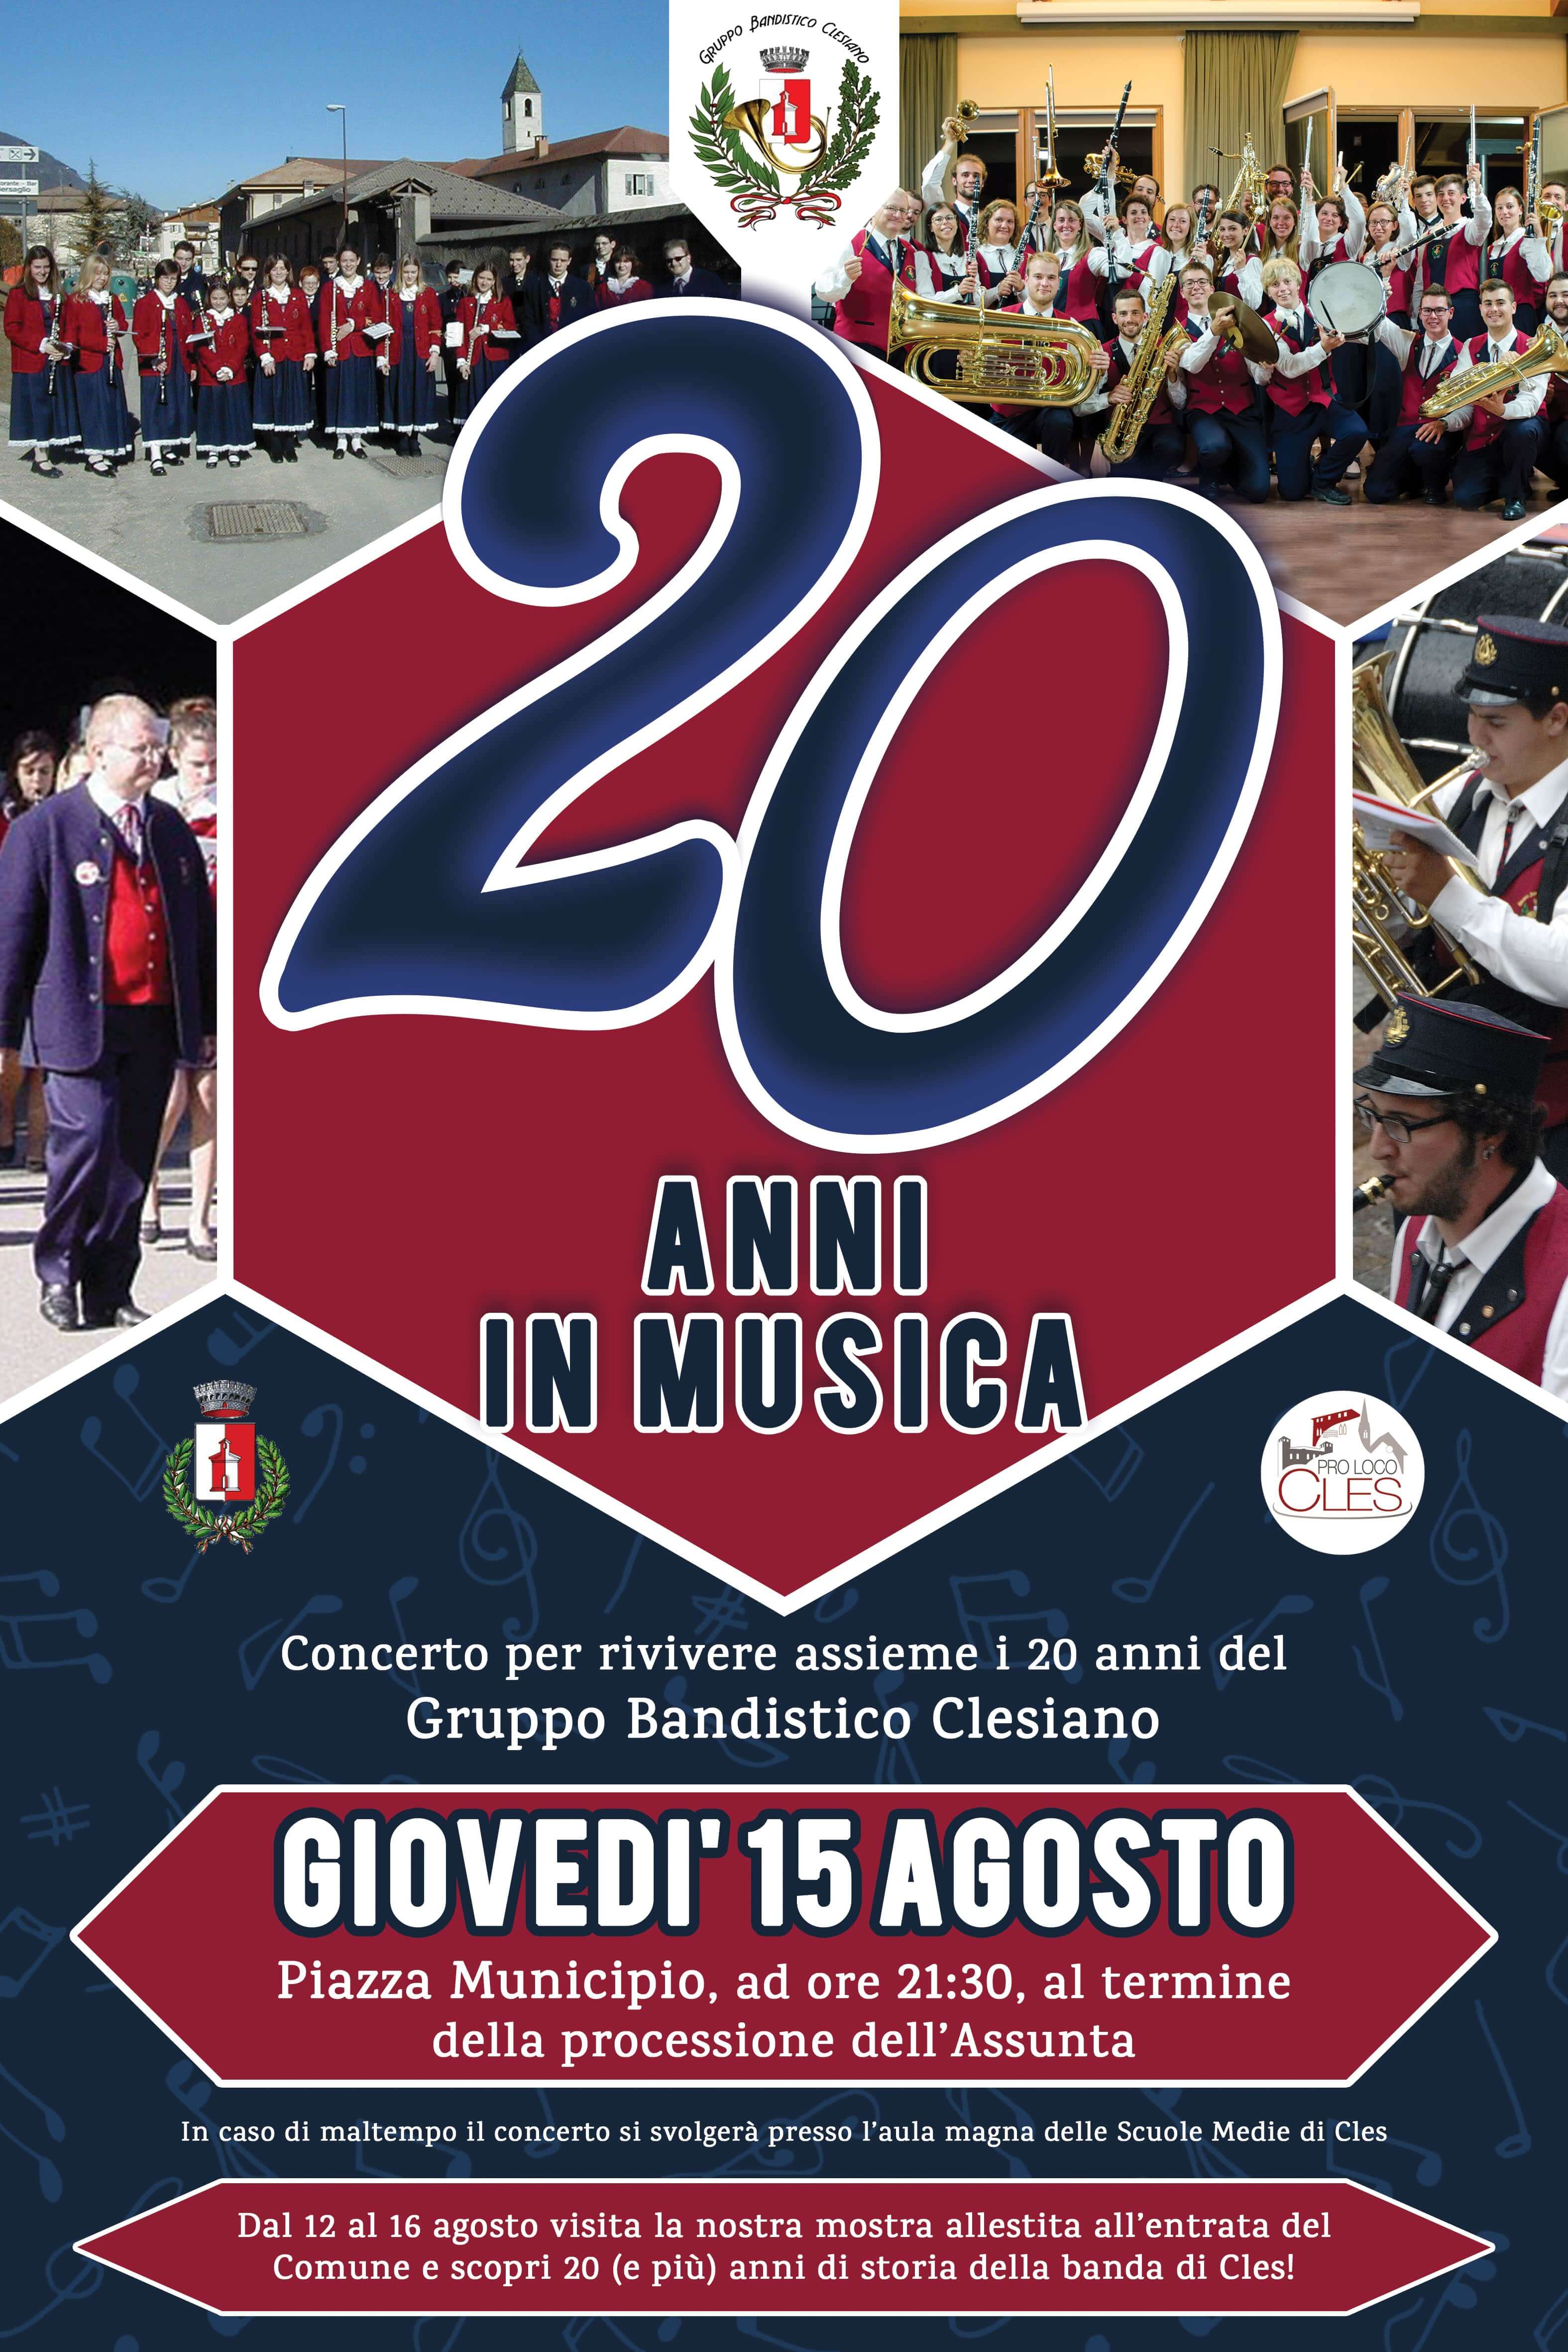 GRUPPO BANDISTICO CLESIANO
20
ANNI
IN MUSICA
PRO LOCO
CLES
Concerto per rivivere assieme i 20 anni del
Gruppo Bandistico Clesiano
GIOVEDI' 15 AGOSTO
Piazza Municipio, ad ore 21:30, al termine
della processione dell'Assunta
In caso di maltempo il concerto si svolgerà presso l'aula magna delle Scuole Medie di Cles
Dal 12 al 16 agosto visita la nostra mostra allestita all'entrata del
Comune e scopri 20 (e più) anni di storia della banda di Cles!